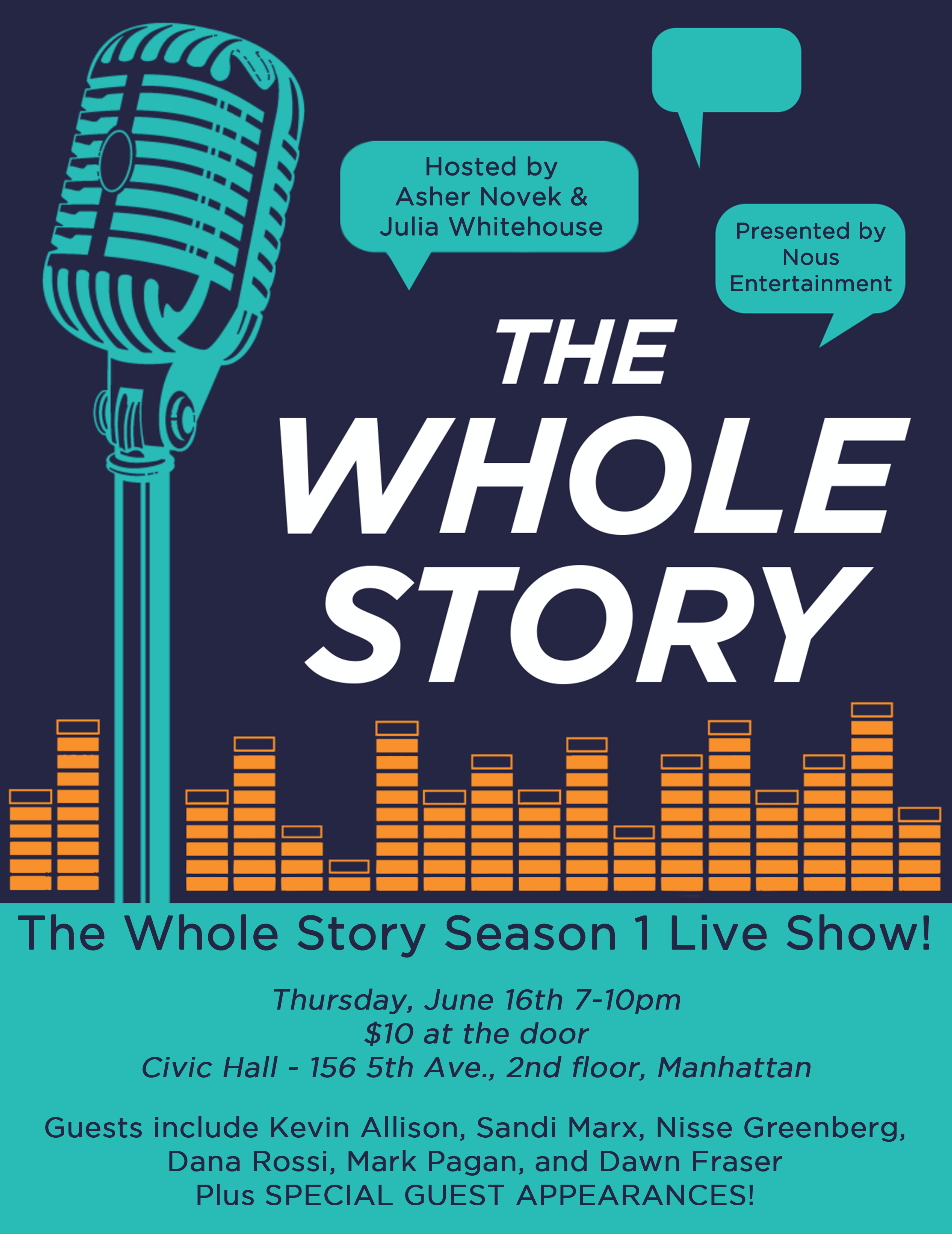 Hosted by
Asher Novek &
Julia Whitehouse
Presented by
Nous
Entertainment
THE
WHOLE
STORY
The Whole Story Season 1 Live Show!
Thursday, June 16th 7-10pm
$10 at the door
Civic Hall - 156 5th Ave., 2nd floor, Manhattan
Guests include Kevin Allison, Sandi Marx, Nisse Greenberg,
Dana Rossi, Mark Pagan, and Dawn Fraser
Plus SPECIAL GUEST APPEARANCES!